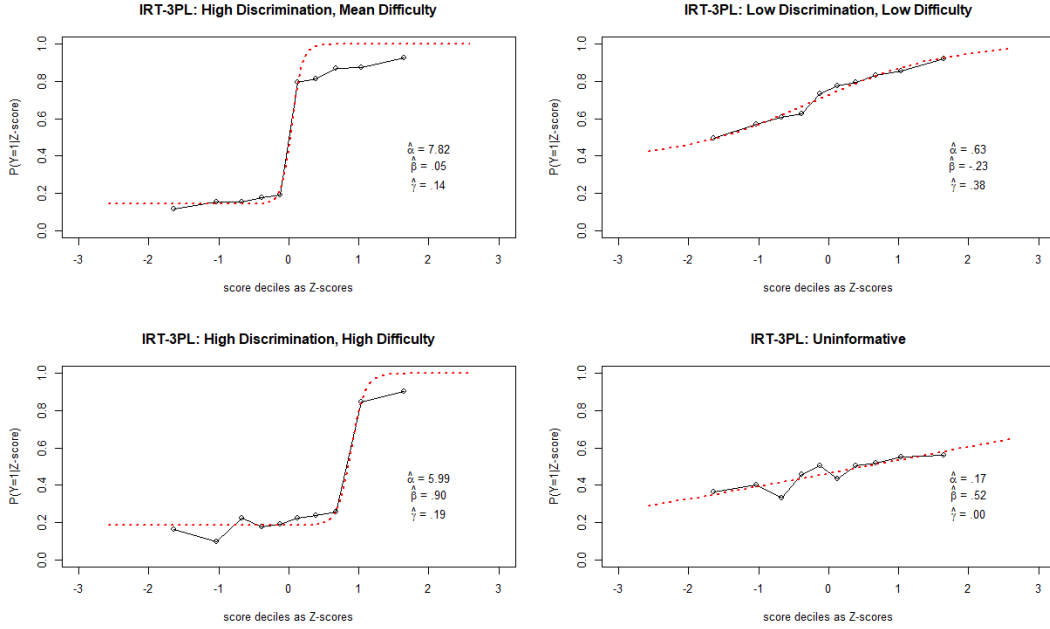 IRT-3PL: High Discrimination, Mean Difficulty
P(Y=1|Z-score)
1.0
0.8
0.6
0.4
0.2
0.0
α̂ = 7.82
β̂ = .05
γ̂ = .14
-3 -2 -1 0 1 2 3
score deciles as Z-scores
IRT-3PL: Low Discrimination, Low Difficulty
P(Y=1|Z-score)
1.0
0.8
0.6
0.4
0.2
0.0
α̂ = .63
β̂ = -.23
γ̂ = .38
-3 -2 -1 0 1 2 3
score deciles as Z-scores
IRT-3PL: High Discrimination, High Difficulty
P(Y=1|Z-score)
1.0
0.8
0.6
0.4
0.2
0.0
α̂ = 5.99
β̂ = .90
γ̂ = .19
-3 -2 -1 0 1 2 3
score deciles as Z-scores
IRT-3PL: Uninformative
P(Y=1|Z-score)
1.0
0.8
0.6
0.4
0.2
0.0
α̂ = .17
β̂ = .52
γ̂ = .00
-3 -2 -1 0 1 2 3
score deciles as Z-scores